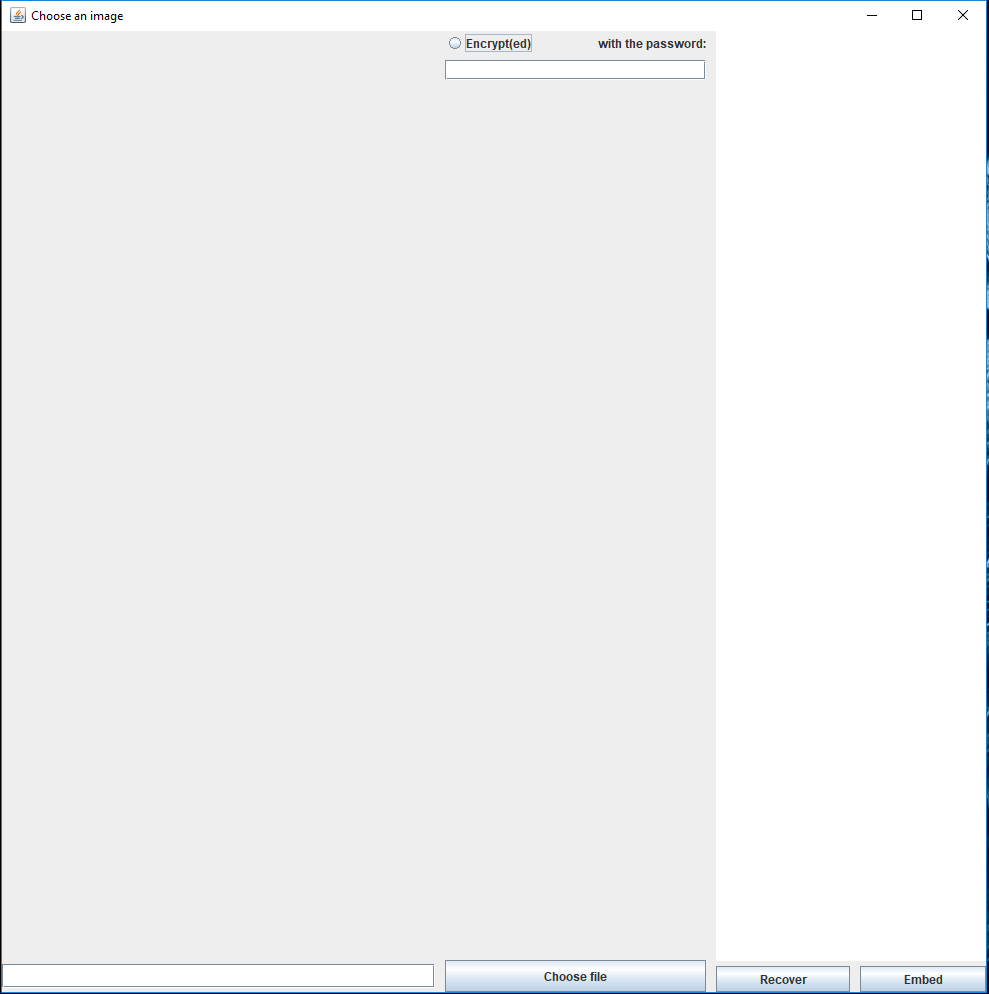 Choose an image
Encrypt(ed) with the password:
Choose file
Recover
Embed